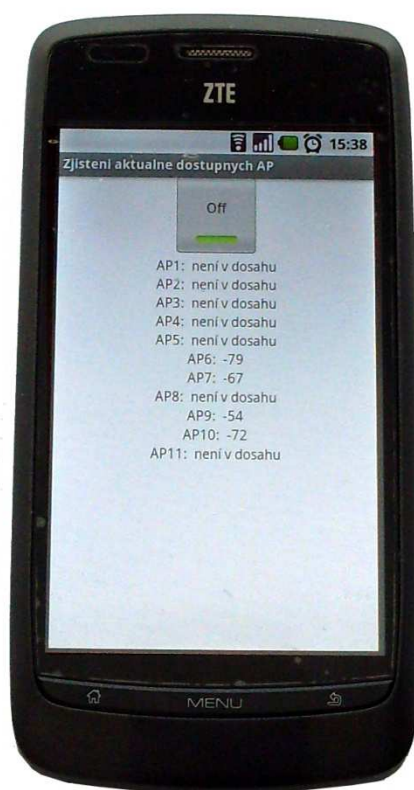 ZTE
15:38
Zjisteni aktualne dostupnych AP
Off
AP1: není v dosahu
AP2: není v dosahu
AP3: není v dosahu
AP4: není v dosahu
AP5: není v dosahu
AP6: -79
AP7: -67
AP8: není v dosahu
AP9: -54
AP10: -72
AP11: není v dosahu
MENU